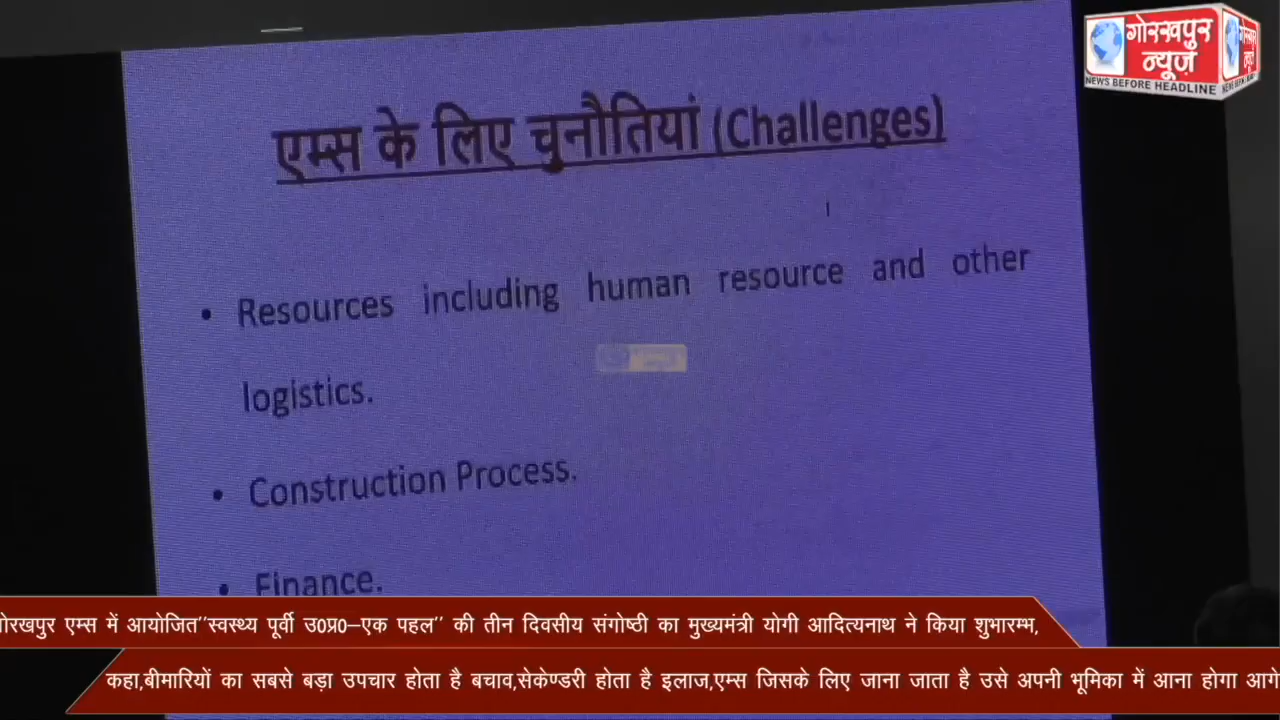 गोरखपुर
न्यूज़
NEWS BEFORE HEADLINE
एम्स के लिए चुनौतियां (Challenges)
• Resources including human resource and other
logistics.
• Construction Process.
• Finance.
गोरखपुर एम्स में आयोजित"स्वस्थ्य पूर्वी उ0प्र0–एक पहल" की तीन दिवसीय संगोष्ठी का मुख्यमंत्री योगी आदित्यनाथ ने किया शुभारम्भ,
कहा,बीमारियों का सबसे बड़ा उपचार होता है बचाव,सेकेण्डरी होता है इलाज,एम्स जिसके लिए जाना जाता है उसे अपनी भूमिका में आना होगा आगे